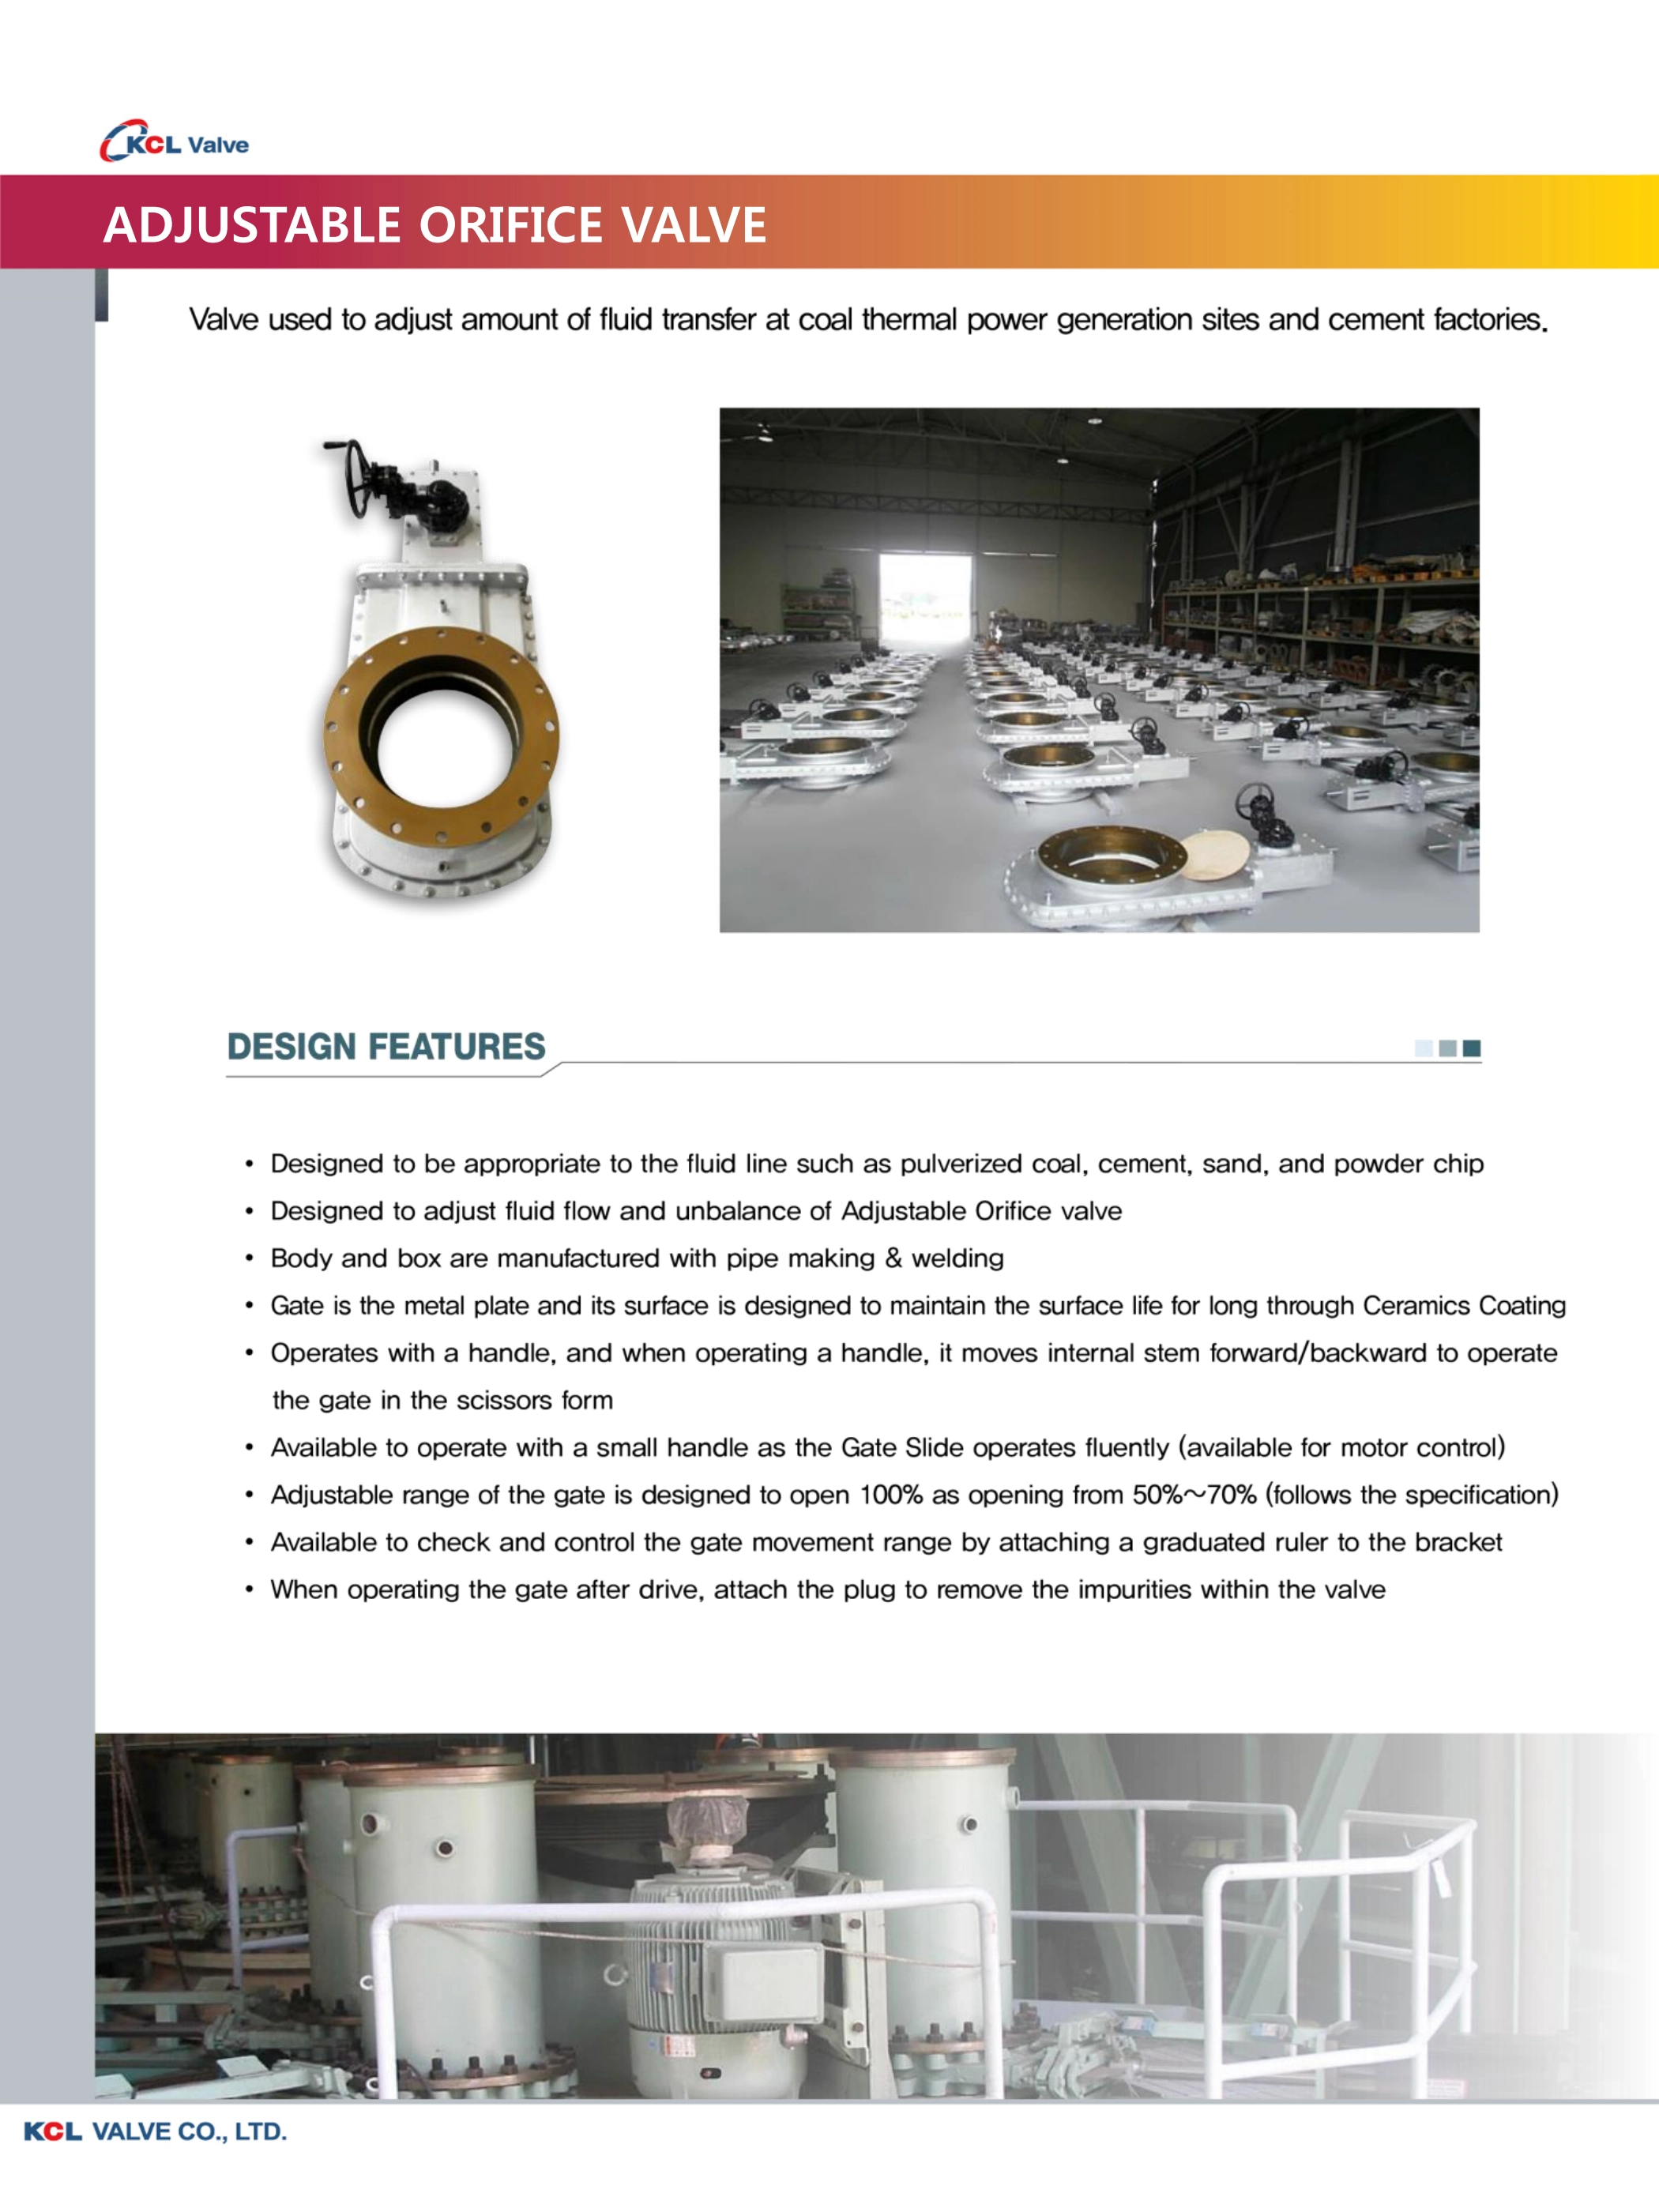 KCL Valve
ADJUSTABLE ORIFICE VALVE
Valve used to adjust amount of fluid transfer at coal thermal power generation sites and cement factories.
DESIGN FEATURES
• Designed to be appropriate to the fluid line such as pulverized coal, cement, sand, and powder chip
• Designed to adjust fluid flow and unbalance of Adjustable Orifice valve
• Body and box are manufactured with pipe making & welding
• Gate is the metal plate and its surface is designed to maintain the surface life for long through Ceramics Coating
• Operates with a handle, and when operating a handle, it moves internal stem forward/backward to operate
the gate in the scissors form
• Available to operate with a small handle as the Gate Slide operates fluently (available for motor control)
• Adjustable range of the gate is designed to open 100% as opening from 50%～70% (follows the specification)
• Available to check and control the gate movement range by attaching a graduated ruler to the bracket
• When operating the gate after drive, attach the plug to remove the impurities within the valve
KCL VALVE CO., LTD.